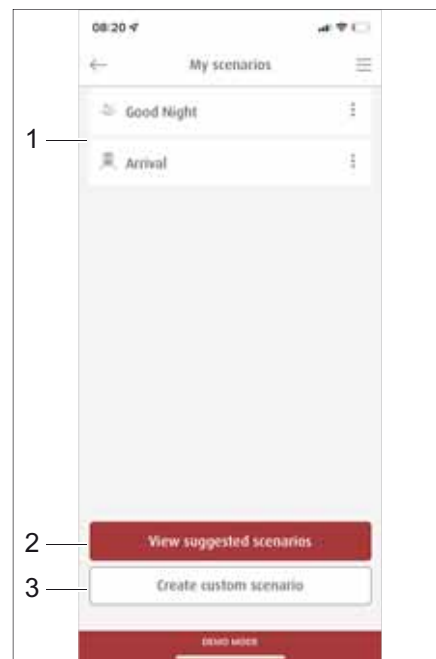 08:20
My scenarios
Good Night
1
Arrival
2 View suggested scenarios
3 Create custom scenario
DEMO MODE